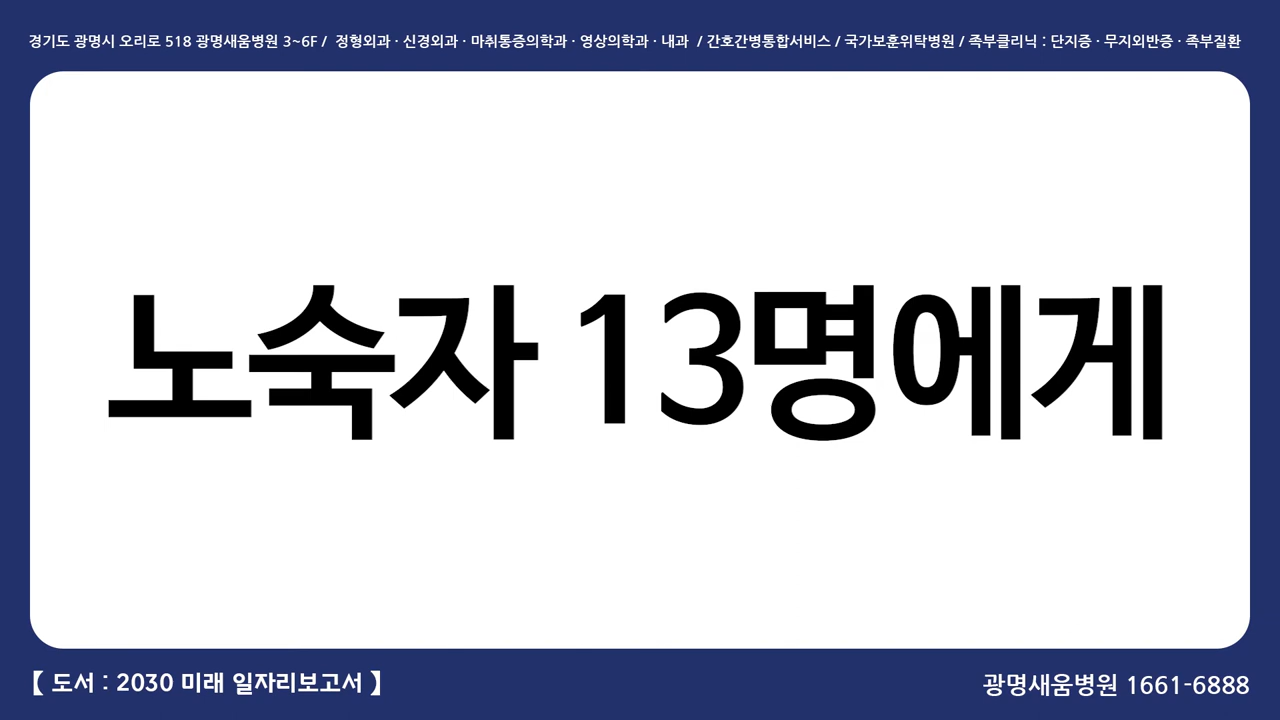 경기도 광명시 오리로 518 광명새움병원 3~6F / 정형외과 · 신경외과 · 마취통증의학과 · 영상의학과 · 내과 / 간호간병통합서비스 / 국가보훈위탁병원 / 족부클리닉 : 단지증 · 무지외반증 · 족부질환
노숙자 13명에게
【 도서 : 2030 미래 일자리보고서 】
광명새움병원 1661-6888